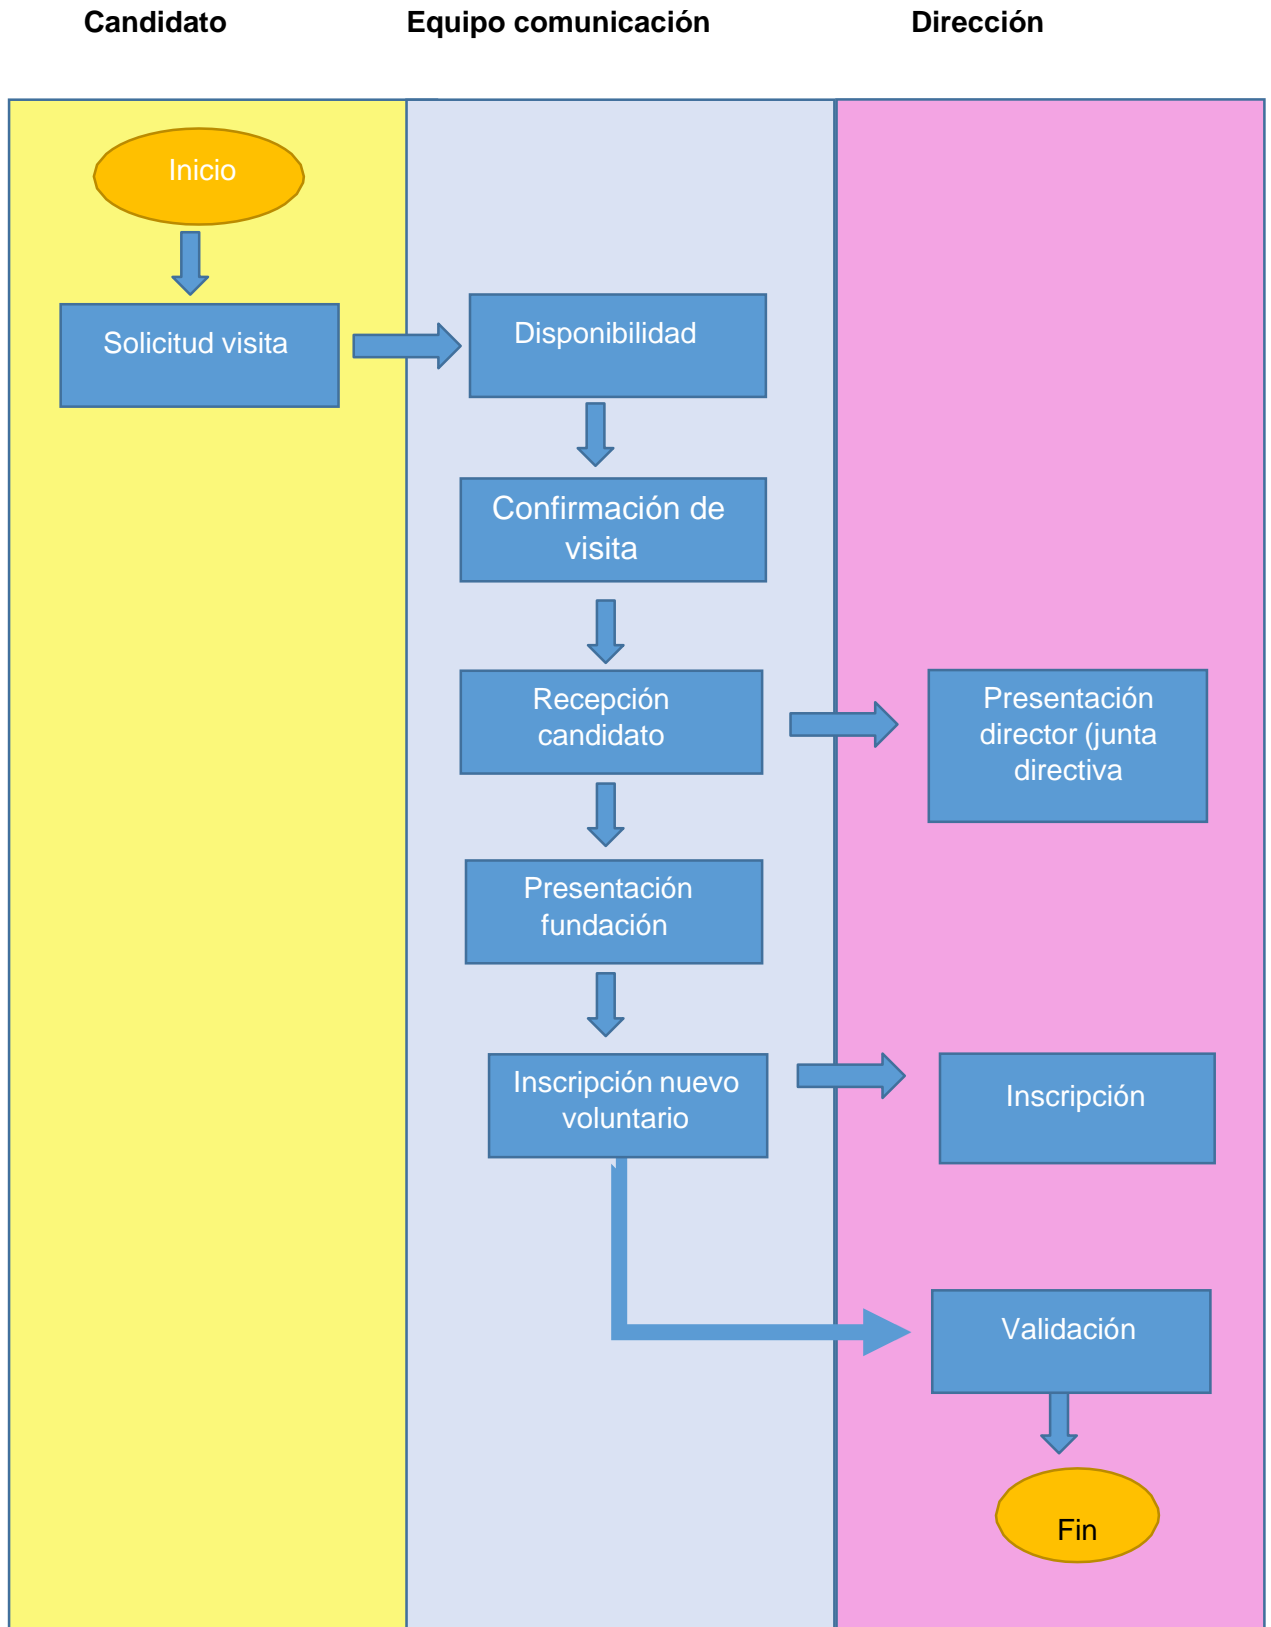 Candidato
Equipo comunicación
Dirección
Inicio
Solicitud visita
Disponibilidad
Confirmación de
visita
Recepción
candidato
Presentación
director (junta
directiva
Presentación
fundación
Inscripción nuevo
voluntario
Inscripción
Validación
Fin